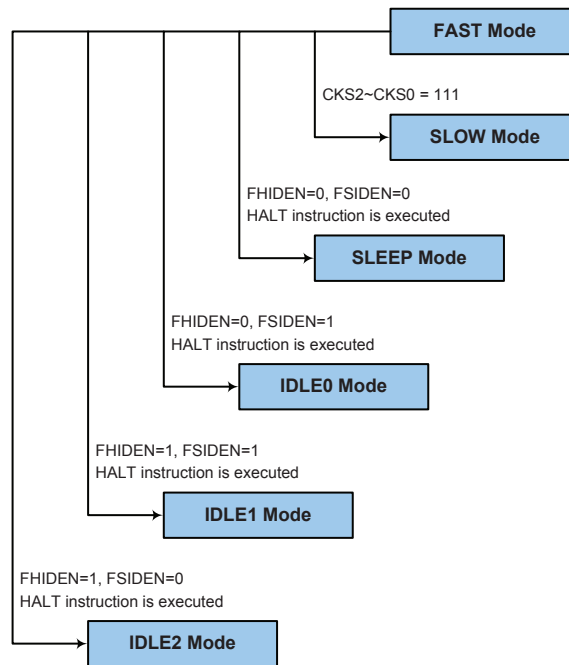 FAST Mode
CKS2~CKS0 = 111
SLOW Mode
FHIDEN=0, FSIDEN=0
HALT instruction is executed
SLEEP Mode
FHIDEN=0, FSIDEN=1
HALT instruction is executed
IDLE0 Mode
FHIDEN=1, FSIDEN=1
HALT instruction is executed
IDLE1 Mode
FHIDEN=1, FSIDEN=0
HALT instruction is executed
IDLE2 Mode